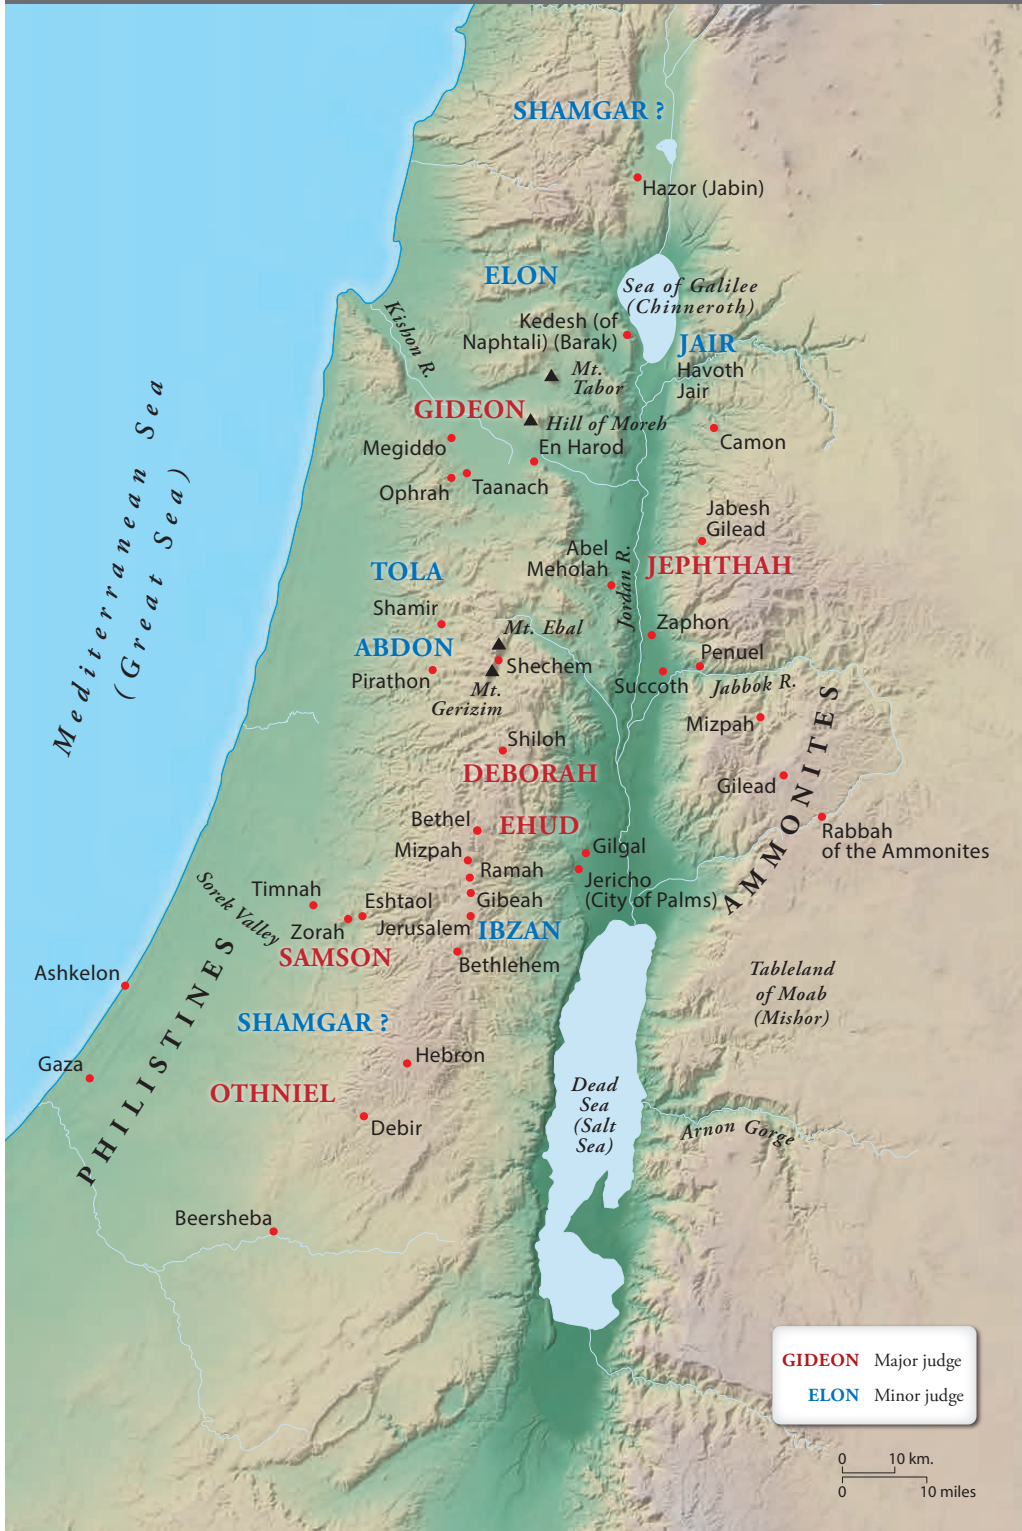 SHAMGAR ?
Hazor (Jabin)
ELON
Sea of Galilee
(Chinneroth)
Kishon R.
Kedesh (of
Naphtali) (Barak)
JAIR
Havoth
Jair
Mt.
Tabor
GIDEON
Hill of Moreh
Camon
Megiddo
En Harod
Ophrah
Taanach
Mediterranean Sea
(Great Sea)
Jabesh
Gilead
Abel
Meholah
JEPHTHAH
Jordan R.
TOLA
Shamir
Mt. Ebal
Zaphon
ABDON
Shechem
Penuel
Pirathon
Mt.
Gerizim
Succoth
Jabbok R.
Mizpah
Shiloh
DEBORAH
Gilead
AMMONITES
Bethel
EHUD
Rabbah
of the Ammonites
Mizpah
Gilgal
Ramah
Jericho
(City of Palms)
Timnah
Sorek Valley
Eshtaol
Gibeah
Zorah
Jerusalem
IBZAN
SAMSON
Bethlehem
Ashkelon
PHILISTINES
Tableland
of Moab
(Mishor)
SHAMGAR ?
Gaza
Hebron
OTHNIEL
Dead
Sea
(Salt
Sea)
Debir
Arnon Gorge
Beersheba
GIDEON Major judge
ELON Minor judge
0 10 km.
0 10 miles